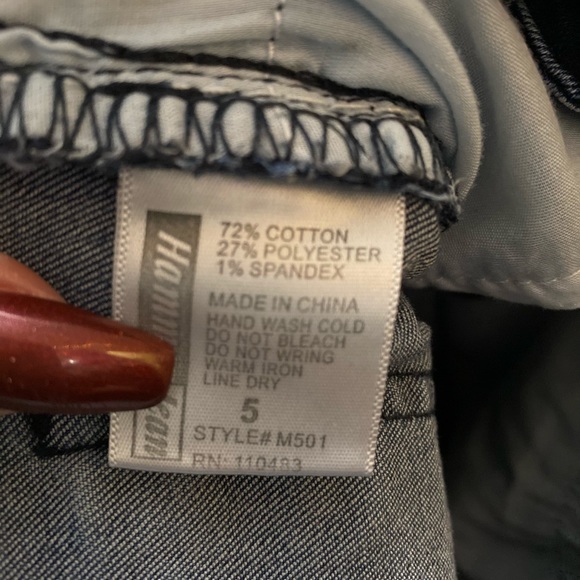 72% COTTON
27% POLYESTER
1% SPANDEX
MADE IN CHINA
HAND WASH COLD
DO NOT BLEACH
DO NOT WRING
WARM IRON
LINE DRY
5
STYLE# M501
RN: 110483